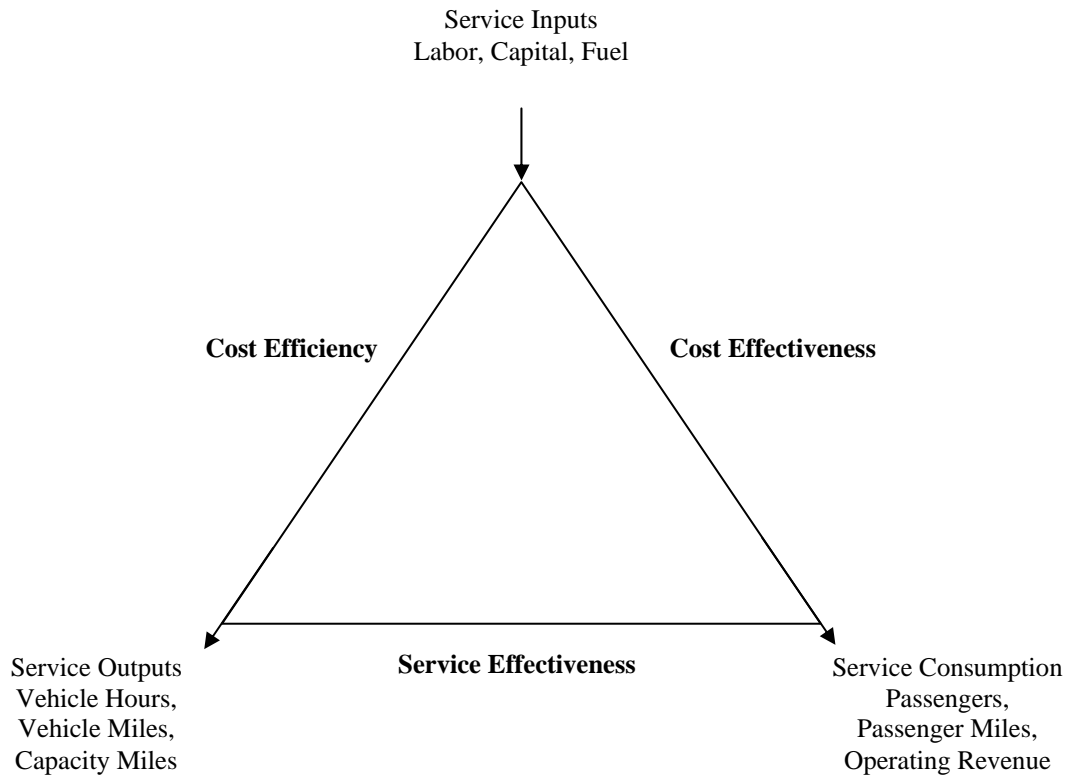 Service Inputs
Labor, Capital, Fuel
Cost Efficiency
Cost Effectiveness
Service Effectiveness
Service Outputs
Vehicle Hours,
Vehicle Miles,
Capacity Miles
Service Consumption
Passengers,
Passenger Miles,
Operating Revenue